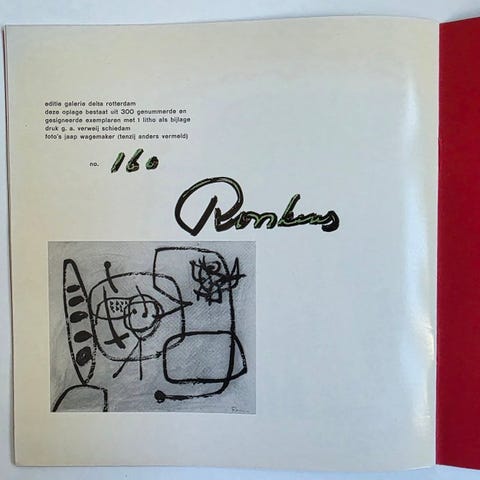 editie galerie delta rotterdam
deze oplage bestaat uit 300 genummerde en
gesigneerde exemplaren met 1 litho als bijlage
druk g. a. verweij schiedam
foto's jaap wagemaker (tenzij anders vermeld)
no. 160